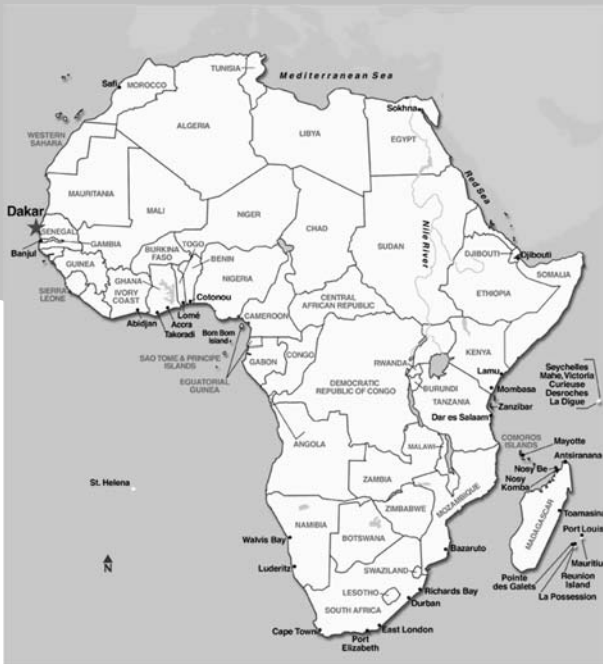 Mediterranean Sea
TUNISIA
Safi
MOROCCO
ALGERIA
LIBYA
Sokhna
EGYPT
WESTERN
SAHARA
Red Sea
MAURITANIA
MALI
NIGER
CHAD
SUDAN
Nile River
Dakar
SENEGAL
Banjul
GAMBIA
BURKINA
FASO
TOGO
BENIN
DJIBOUTI
Djibouti
GUINEA
GHANA
NIGERIA
SOMALIA
SIERRA
LEONE
IVORY
COAST
ETHIOPIA
CENTRAL
AFRICAN REPUBLIC
Abidjan
Takoradi
Accra
Lomé
Cotonou
CAMEROON
Bom Bom
Island
SAO TOME & PRINCIPE
ISLANDS
EQUATORIAL
GUINEA
GABON
CONGO
DEMOCRATIC
REPUBLIC OF CONGO
RWANDA
BURUNDI
KENYA
Lamu
Mombasa
Zanzibar
TANZANIA
Dar es Salaam
Seychelles
Mahe, Victoria
Curieuse
Desroches
La Digue
COMOROS
ISLANDS
Mayotte
Antsiranana
Nosy Be
Nosy
Komba
ANGOLA
MALAWI
ZAMBIA
St. Helena
ZIMBABWE
MOZAMBIQUE
MADAGASCAR
Toamasina
Port Louis
Mauritiu
Reunion
Island
La Possession
Pointe
des Galets
NAMIBIA
BOTSWANA
Walvis Bay
Bazaruto
N
Luderitz
SWAZILAND
LESOTHO
SOUTH AFRICA
Richards Bay
Durban
East London
Port
Elizabeth
Cape Town